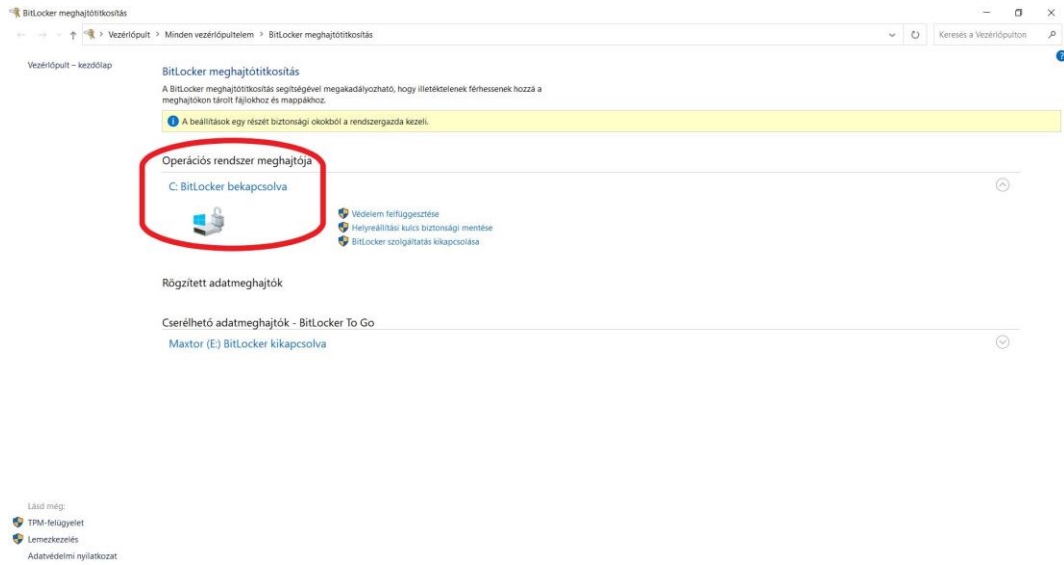 BitLocker meghajtótitkosítás
Vezérlőpult > Minden vezérlőpultelem > BitLocker meghajtótitkosítás
Keresés a Vezérlőpulton
Vezérlőpult – kezdőlap
BitLocker meghajtótitkosítás
A BitLocker meghajtótitkosítás segítségével megakadályozható, hogy illetéktelenek férhessenek hozzá a
meghajtókon tárolt fájlokhoz és mappákhoz.
A beállítások egy részét biztonsági okokból a rendszergazda kezeli.
Operációs rendszer meghajtója
C: BitLocker bekapcsolva
Védelem felfüggesztése
Helyreállítási kulcs biztonsági mentése
BitLocker szolgáltatás kikapcsolása
Rögzített adatmeghajtók
Cserélhető adatmeghajtók - BitLocker To Go
Maxtor (E:) BitLocker kikapcsolva
Lásd még:
TPM-felügyelet
Lemezkezelés
Adatvédelmi nyilatkozat